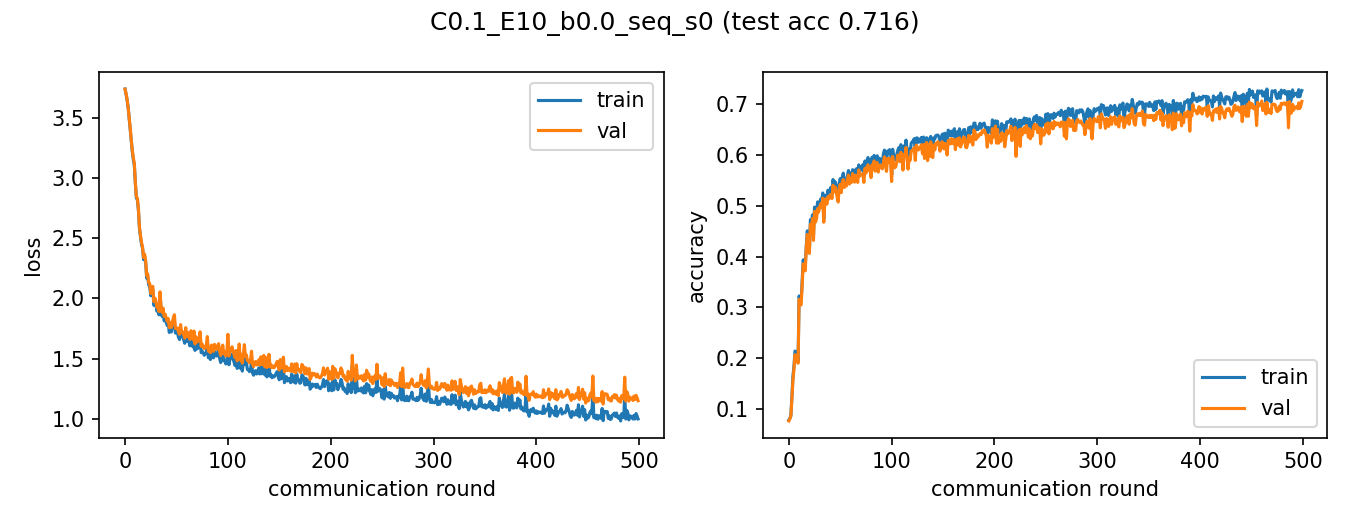 C0.1_E10_b0.0_seq_s0 (test acc 0.716)
loss
3.5
3.0
2.5
2.0
1.5
1.0
train
val
0
100
200
300
400
500
communication round
accuracy
0.7
0.6
0.5
0.4
0.3
0.2
0.1
train
val
0
100
200
300
400
500
communication round